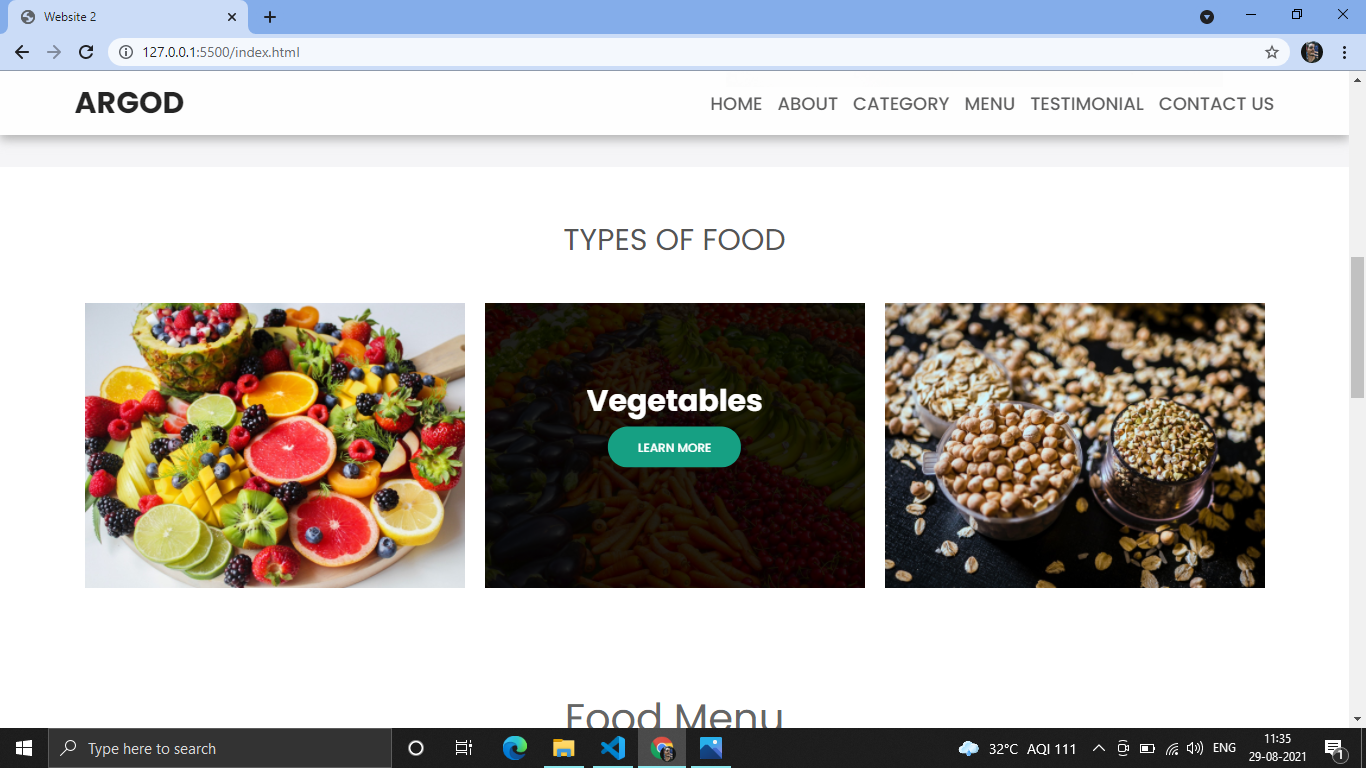 Website 2
127.0.0.1:5500/index.html
ARGOD
HOME ABOUT CATEGORY MENU TESTIMONIAL CONTACT US
TYPES OF FOOD
Vegetables
LEARN MORE
Food Menu
Type here to search
32°C AQI 111
ENG
11:35
29-08-2021
1